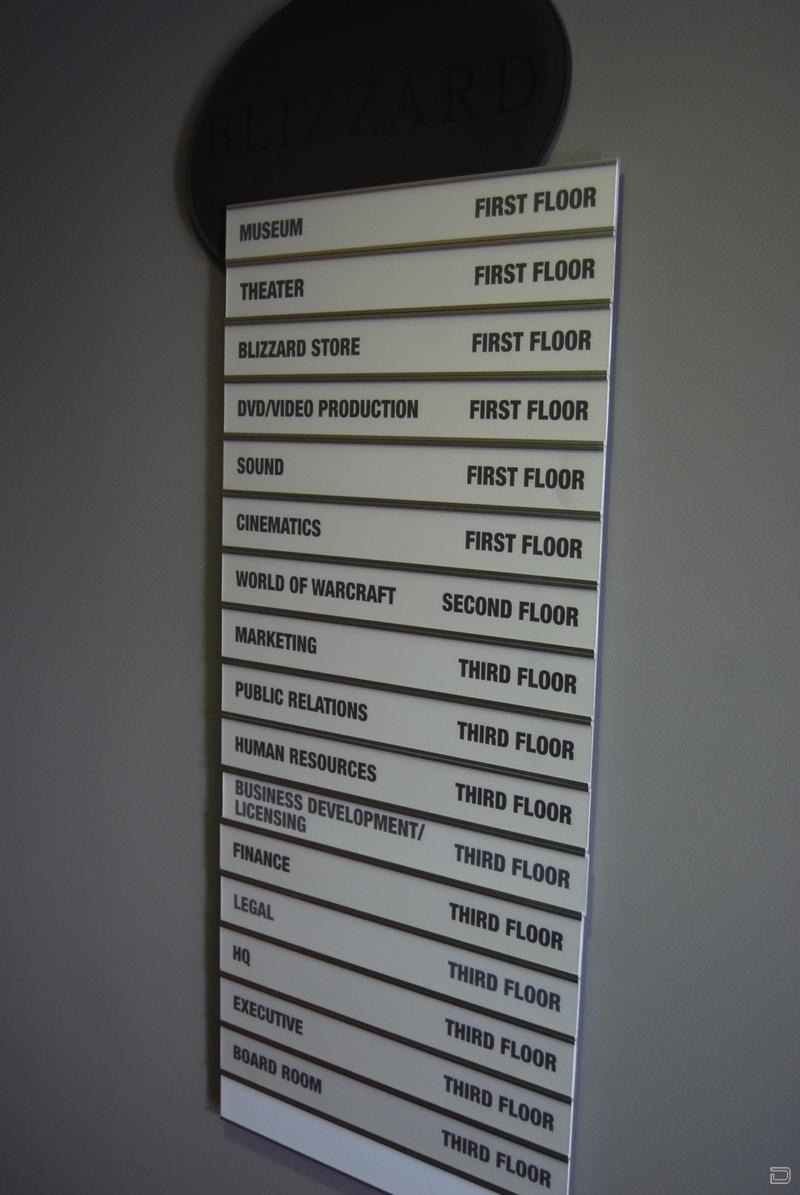 BLIZZARD
MUSEUM FIRST FLOOR
THEATER FIRST FLOOR
BLIZZARD STORE FIRST FLOOR
DVD/VIDEO PRODUCTION FIRST FLOOR
SOUND FIRST FLOOR
CINEMATICS FIRST FLOOR
WORLD OF WARCRAFT SECOND FLOOR
MARKETING THIRD FLOOR
PUBLIC RELATIONS THIRD FLOOR
HUMAN RESOURCES THIRD FLOOR
BUSINESS DEVELOPMENT/
LICENSING THIRD FLOOR
FINANCE THIRD FLOOR
LEGAL THIRD FLOOR
HQ THIRD FLOOR
EXECUTIVE THIRD FLOOR
BOARD ROOM THIRD FLOOR